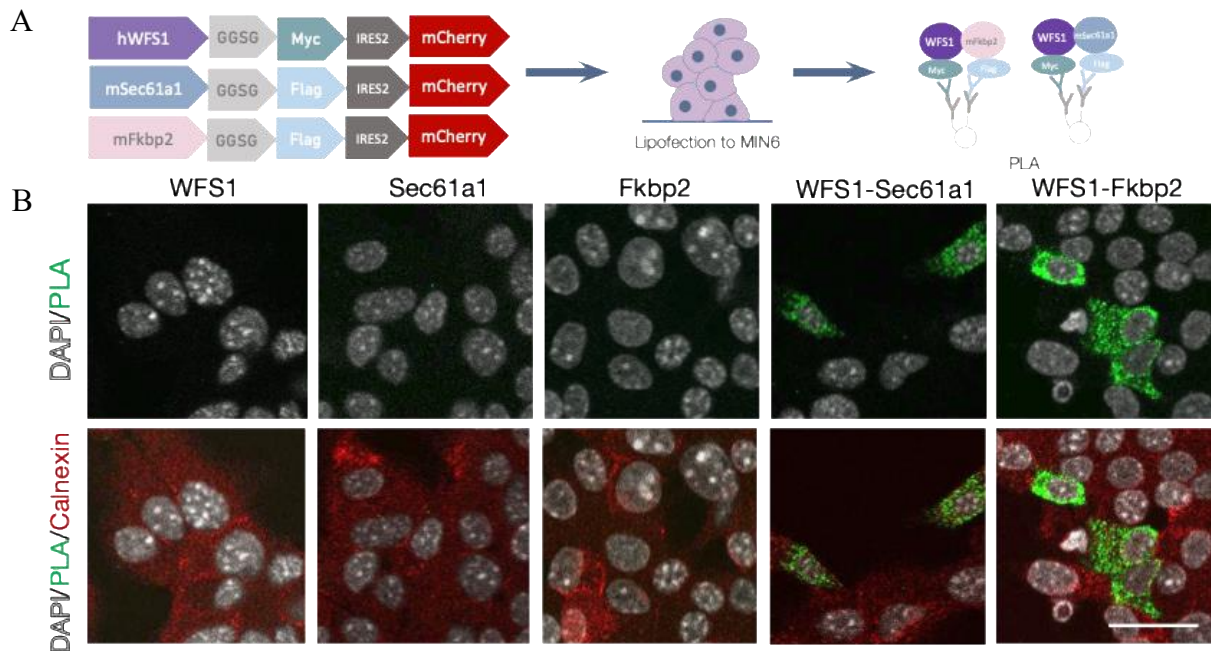 A
hWFS1 GGSG Myc IRES2 mCherry
mSec61a1 GGSG Flag IRES2 mCherry
mFkbp2 GGSG Flag IRES2 mCherry
Lipofection to MIN6
WFS1 mFkbp2 WFS1 mSec61a1
Myc Flag Myc Flag
PLA
B
WFS1 Sec61a1 Fkbp2 WFS1-Sec61a1 WFS1-Fkbp2
DAPI/PLA
DAPI/PLA/Calnexin